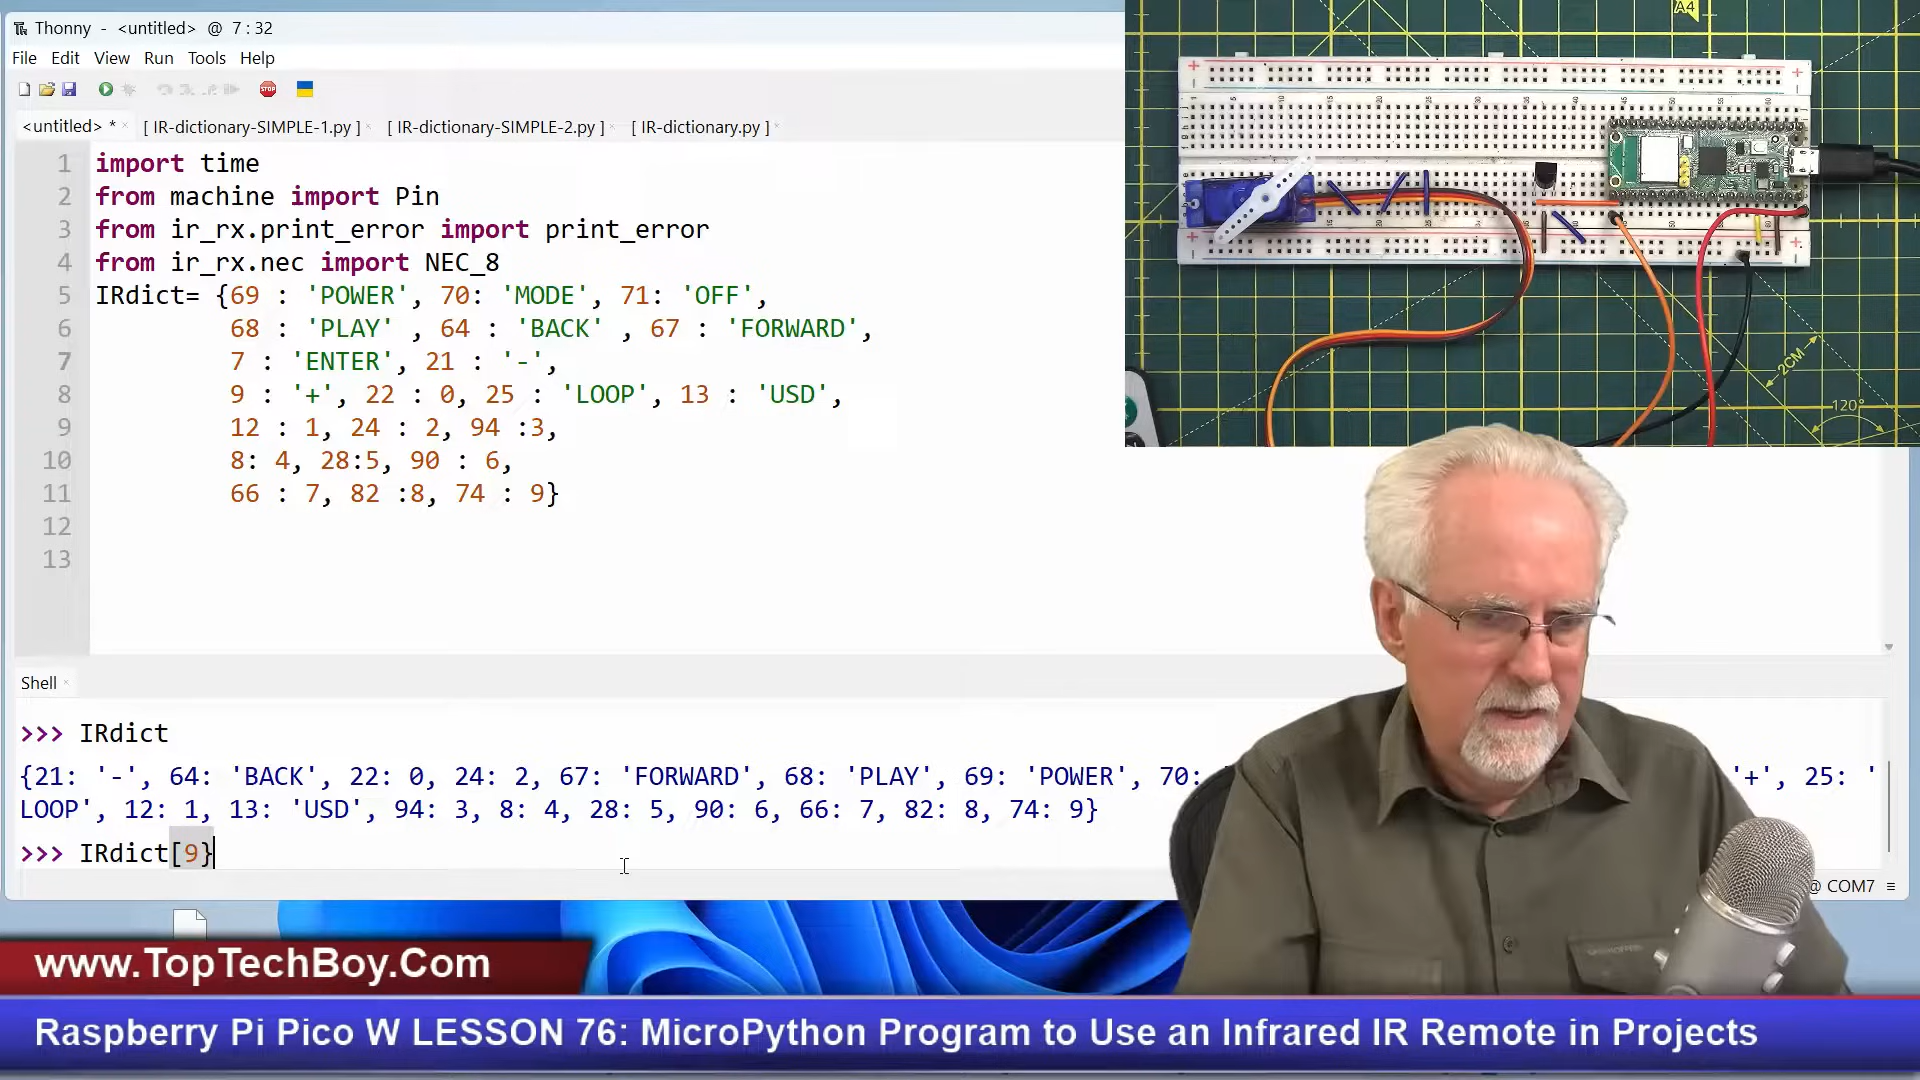 Thonny - <untitled> @ 7 : 32
File Edit View Run Tools Help
STOP
<untitled> * [ IR-dictionary-SIMPLE-1.py ] [ IR-dictionary-SIMPLE-2.py ] [ IR-dictionary.py ]
1 import time
2 from machine import Pin
3 from ir_rx.print_error import print_error
4 from ir_rx.nec import NEC_8
5 IRdict= {69 : 'POWER', 70: 'MODE', 71: 'OFF',
6 68 : 'PLAY' , 64 : 'BACK' , 67 : 'FORWARD',
7 7 : 'ENTER', 21 : '-',
8 9 : '+', 22 : 0, 25 : 'LOOP', 13 : 'USD',
9 12 : 1, 24 : 2, 94 :3,
10 8: 4, 28:5, 90 : 6,
11 66 : 7, 82 :8, 74 : 9}
12
13
A4
2CM
120°
Shell
>>> IRdict
{21: '-', 64: 'BACK', 22: 0, 24: 2, 67: 'FORWARD', 68: 'PLAY', 69: 'POWER', 70: '+', 25: '
LOOP', 12: 1, 13: 'USD', 94: 3, 8: 4, 28: 5, 90: 6, 66: 7, 82: 8, 74: 9}
>>> IRdict[9}
@ COM7 ≡
www.TopTechBoy.Com
Raspberry Pi Pico W LESSON 76: MicroPython Program to Use an Infrared IR Remote in Projects